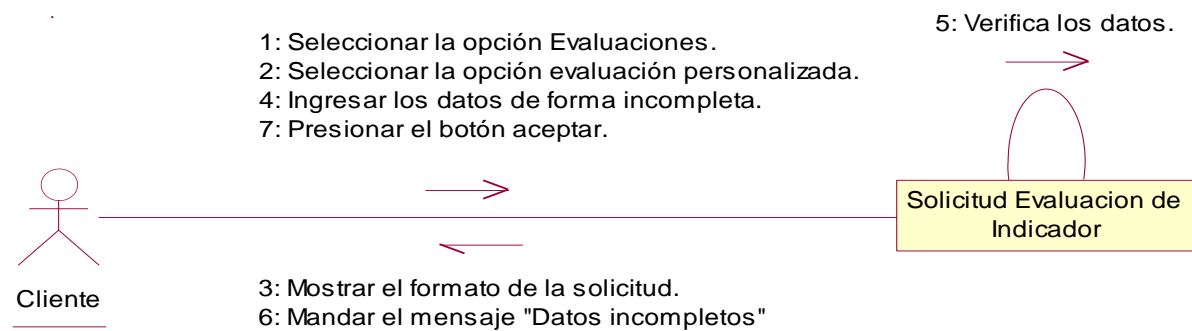 5: Verifica los datos.
1: Seleccionar la opción Evaluaciones.
2: Seleccionar la opción evaluación personalizada.
4: Ingresar los datos de forma incompleta.
7: Presionar el botón aceptar.
Solicitud Evaluacion de
Indicador
Cliente
3: Mostrar el formato de la solicitud.
6: Mandar el mensaje "Datos incompletos"